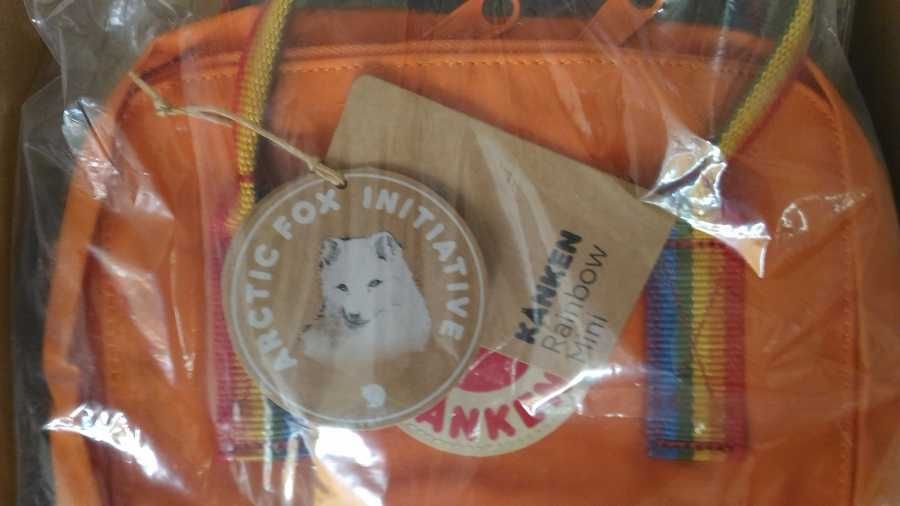 ARCTIC FOX INITIATIVE
KÅNKEN
Rainbow
Mini
KÅNKEN